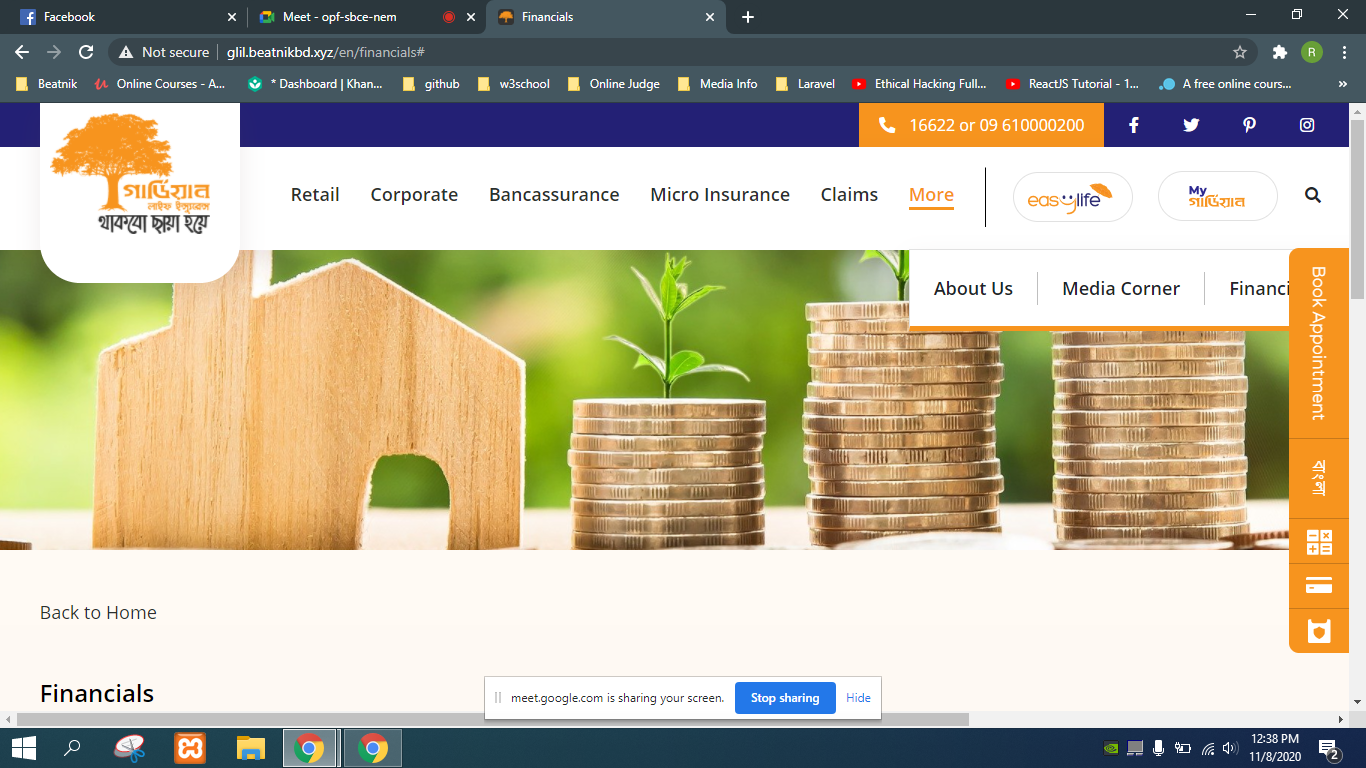 Facebook
Meet - opf-sbce-nem
Financials
Not secure
glil.beatnikbd.xyz/en/financials#
R
Beatnik
Online Courses - A...
* Dashboard | Khan...
github
w3school
Online Judge
Media Info
Laravel
Ethical Hacking Full...
ReactJS Tutorial - 1...
A free online cours...
16622 or 09 610000200
গার্ডিয়ান
লাইফ ইন্স্যুরেন্স
থাকবো ছায়া হয়ে
Retail
Corporate
Bancassurance
Micro Insurance
Claims
More
easylife
My
গার্ডিয়ান
About Us
Media Corner
Financi
Book Appointment
বাংলা
Back to Home
Financials
meet.google.com is sharing your screen.
Stop sharing
Hide
12:38 PM
11/8/2020
2